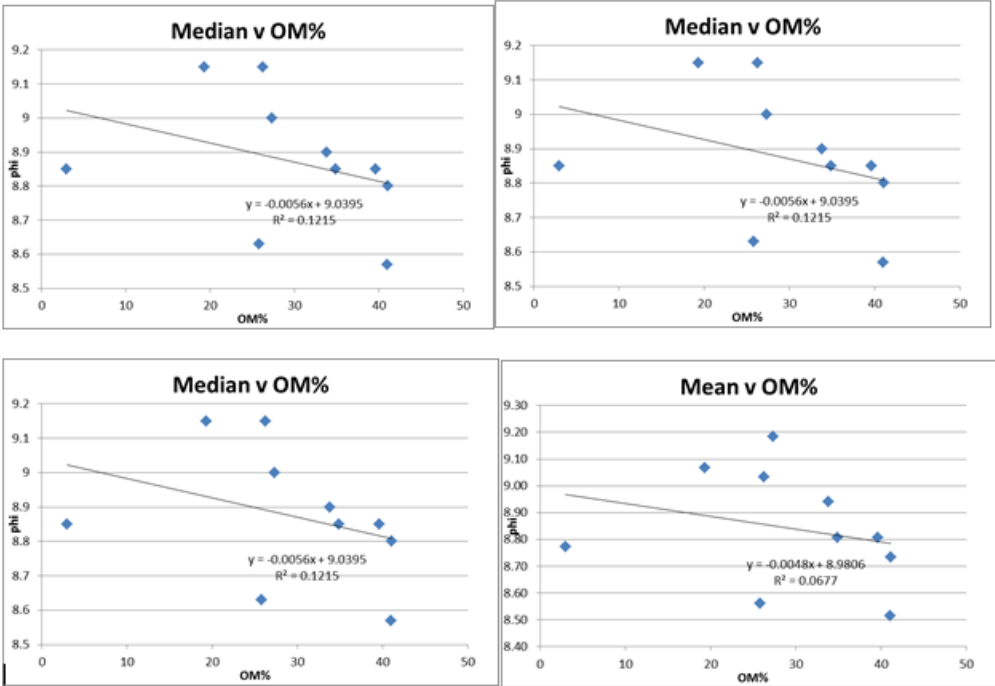 Median v OM%
9.2
9.1
9
8.9
8.8
8.7
8.6
8.5
phi
y = -0.0056x + 9.0395
R² = 0.1215
0 10 20 30 40 50
OM%
Median v OM%
9.2
9.1
9
8.9
8.8
8.7
8.6
8.5
phi
y = -0.0056x + 9.0395
R² = 0.1215
0 10 20 30 40 50
OM%
Median v OM%
9.2
9.1
9
8.9
8.8
8.7
8.6
8.5
phi
y = -0.0056x + 9.0395
R² = 0.1215
0 10 20 30 40 50
OM%
Mean v OM%
9.30
9.20
9.10
9.00
8.90
8.80
8.70
8.60
8.50
8.40
phi
y = -0.0048x + 8.9806
R² = 0.0677
0 10 20 30 40 50
OM%